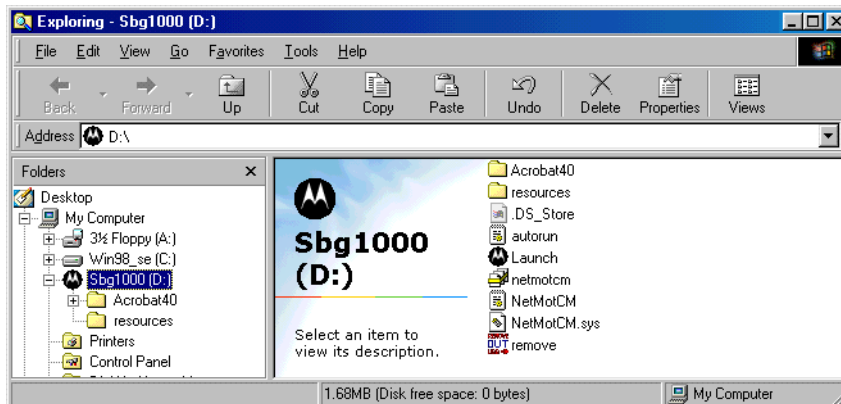 Exploring - Sbg1000 (D:)
File Edit View Go Favorites Tools Help
Back Forward Up Cut Copy Paste Undo Delete Properties Views
Address D:\
Folders
Desktop
My Computer
3½ Floppy (A:)
Win98_se (C:)
Sbg1000 (D:)
Acrobat40
resources
Printers
Control Panel
Sbg1000
(D:)
Select an item to
view its description.
Acrobat40
resources
.DS_Store
autorun
Launch
netmotcm
NetMotCM
NetMotCM.sys
remove
1.68MB (Disk free space: 0 bytes) My Computer